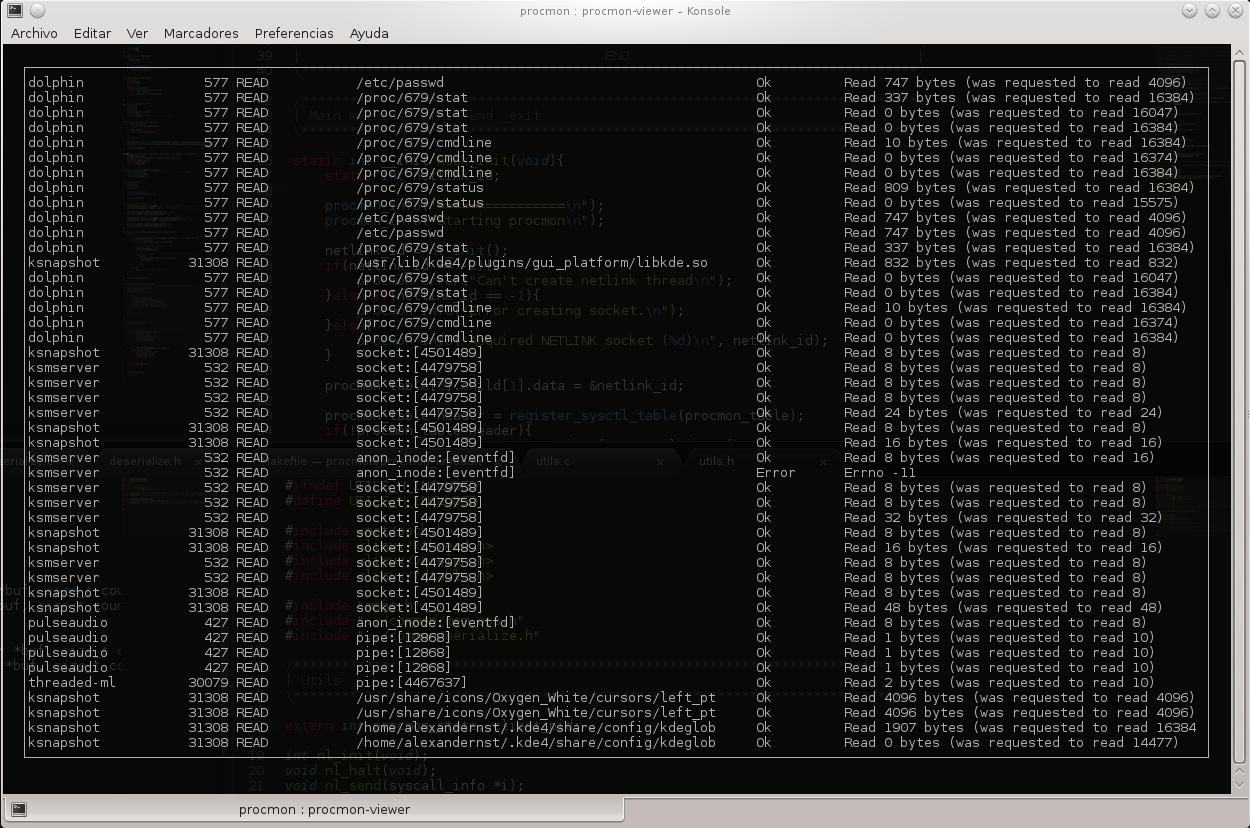 procmon : procmon-viewer – Konsole
Archivo Editar Ver Marcadores Preferencias Ayuda
dolphin 577 READ /etc/passwd Ok Read 747 bytes (was requested to read 4096)
dolphin 577 READ /proc/679/stat Ok Read 337 bytes (was requested to read 16384)
dolphin 577 READ /proc/679/stat Ok Read 0 bytes (was requested to read 16047)
dolphin 577 READ /proc/679/stat Ok Read 0 bytes (was requested to read 16384)
dolphin 577 READ /proc/679/cmdline Ok Read 10 bytes (was requested to read 16384)
dolphin 577 READ /proc/679/cmdline Ok Read 0 bytes (was requested to read 16374)
dolphin 577 READ /proc/679/cmdline Ok Read 0 bytes (was requested to read 16384)
dolphin 577 READ /proc/679/status Ok Read 809 bytes (was requested to read 16384)
dolphin 577 READ /proc/679/status Ok Read 0 bytes (was requested to read 15575)
dolphin 577 READ /etc/passwd Ok Read 747 bytes (was requested to read 4096)
dolphin 577 READ /etc/passwd Ok Read 747 bytes (was requested to read 4096)
dolphin 577 READ /proc/679/stat Ok Read 337 bytes (was requested to read 16384)
ksnapshot 31308 READ /usr/lib/kde4/plugins/gui_platform/libkde.so Ok Read 832 bytes (was requested to read 832)
dolphin 577 READ /proc/679/stat Ok Read 0 bytes (was requested to read 16047)
dolphin 577 READ /proc/679/stat Ok Read 0 bytes (was requested to read 16384)
dolphin 577 READ /proc/679/cmdline Ok Read 10 bytes (was requested to read 16384)
dolphin 577 READ /proc/679/cmdline Ok Read 0 bytes (was requested to read 16374)
dolphin 577 READ /proc/679/cmdline Ok Read 0 bytes (was requested to read 16384)
ksnapshot 31308 READ socket:[4501489] Ok Read 8 bytes (was requested to read 8)
ksmserver 532 READ socket:[4479758] Ok Read 8 bytes (was requested to read 8)
ksmserver 532 READ socket:[4479758] Ok Read 8 bytes (was requested to read 8)
ksmserver 532 READ socket:[4479758] Ok Read 8 bytes (was requested to read 8)
ksmserver 532 READ socket:[4479758] Ok Read 24 bytes (was requested to read 24)
ksnapshot 31308 READ socket:[4501489] Ok Read 8 bytes (was requested to read 8)
ksnapshot 31308 READ socket:[4501489] Ok Read 16 bytes (was requested to read 16)
ksmserver 532 READ anon_inode:[eventfd] Ok Read 8 bytes (was requested to read 16)
ksmserver 532 READ anon_inode:[eventfd] Error Errno -11
ksmserver 532 READ socket:[4479758] Ok Read 8 bytes (was requested to read 8)
ksmserver 532 READ socket:[4479758] Ok Read 8 bytes (was requested to read 8)
ksmserver 532 READ socket:[4479758] Ok Read 32 bytes (was requested to read 32)
ksnapshot 31308 READ socket:[4501489] Ok Read 8 bytes (was requested to read 8)
ksnapshot 31308 READ socket:[4501489] Ok Read 16 bytes (was requested to read 16)
ksmserver 532 READ socket:[4479758] Ok Read 8 bytes (was requested to read 8)
ksmserver 532 READ socket:[4479758] Ok Read 8 bytes (was requested to read 8)
ksnapshot 31308 READ socket:[4501489] Ok Read 8 bytes (was requested to read 8)
ksnapshot 31308 READ socket:[4501489] Ok Read 48 bytes (was requested to read 48)
pulseaudio 427 READ anon_inode:[eventfd] Ok Read 8 bytes (was requested to read 8)
pulseaudio 427 READ pipe:[12868] Ok Read 1 bytes (was requested to read 10)
pulseaudio 427 READ pipe:[12868] Ok Read 1 bytes (was requested to read 10)
pulseaudio 427 READ pipe:[12868] Ok Read 1 bytes (was requested to read 10)
threaded-ml 30079 READ pipe:[4467637] Ok Read 2 bytes (was requested to read 10)
ksnapshot 31308 READ /usr/share/icons/Oxygen_White/cursors/left_pt Ok Read 4096 bytes (was requested to read 4096)
ksnapshot 31308 READ /usr/share/icons/Oxygen_White/cursors/left_pt Ok Read 4096 bytes (was requested to read 4096)
ksnapshot 31308 READ /home/alexandernst/.kde4/share/config/kdeglob Ok Read 1907 bytes (was requested to read 16384
ksnapshot 31308 READ /home/alexandernst/.kde4/share/config/kdeglob Ok Read 0 bytes (was requested to read 14477)
20 void nl_halt(void);
21 void nl_send(syscall_info *i);
procmon : procmon-viewer